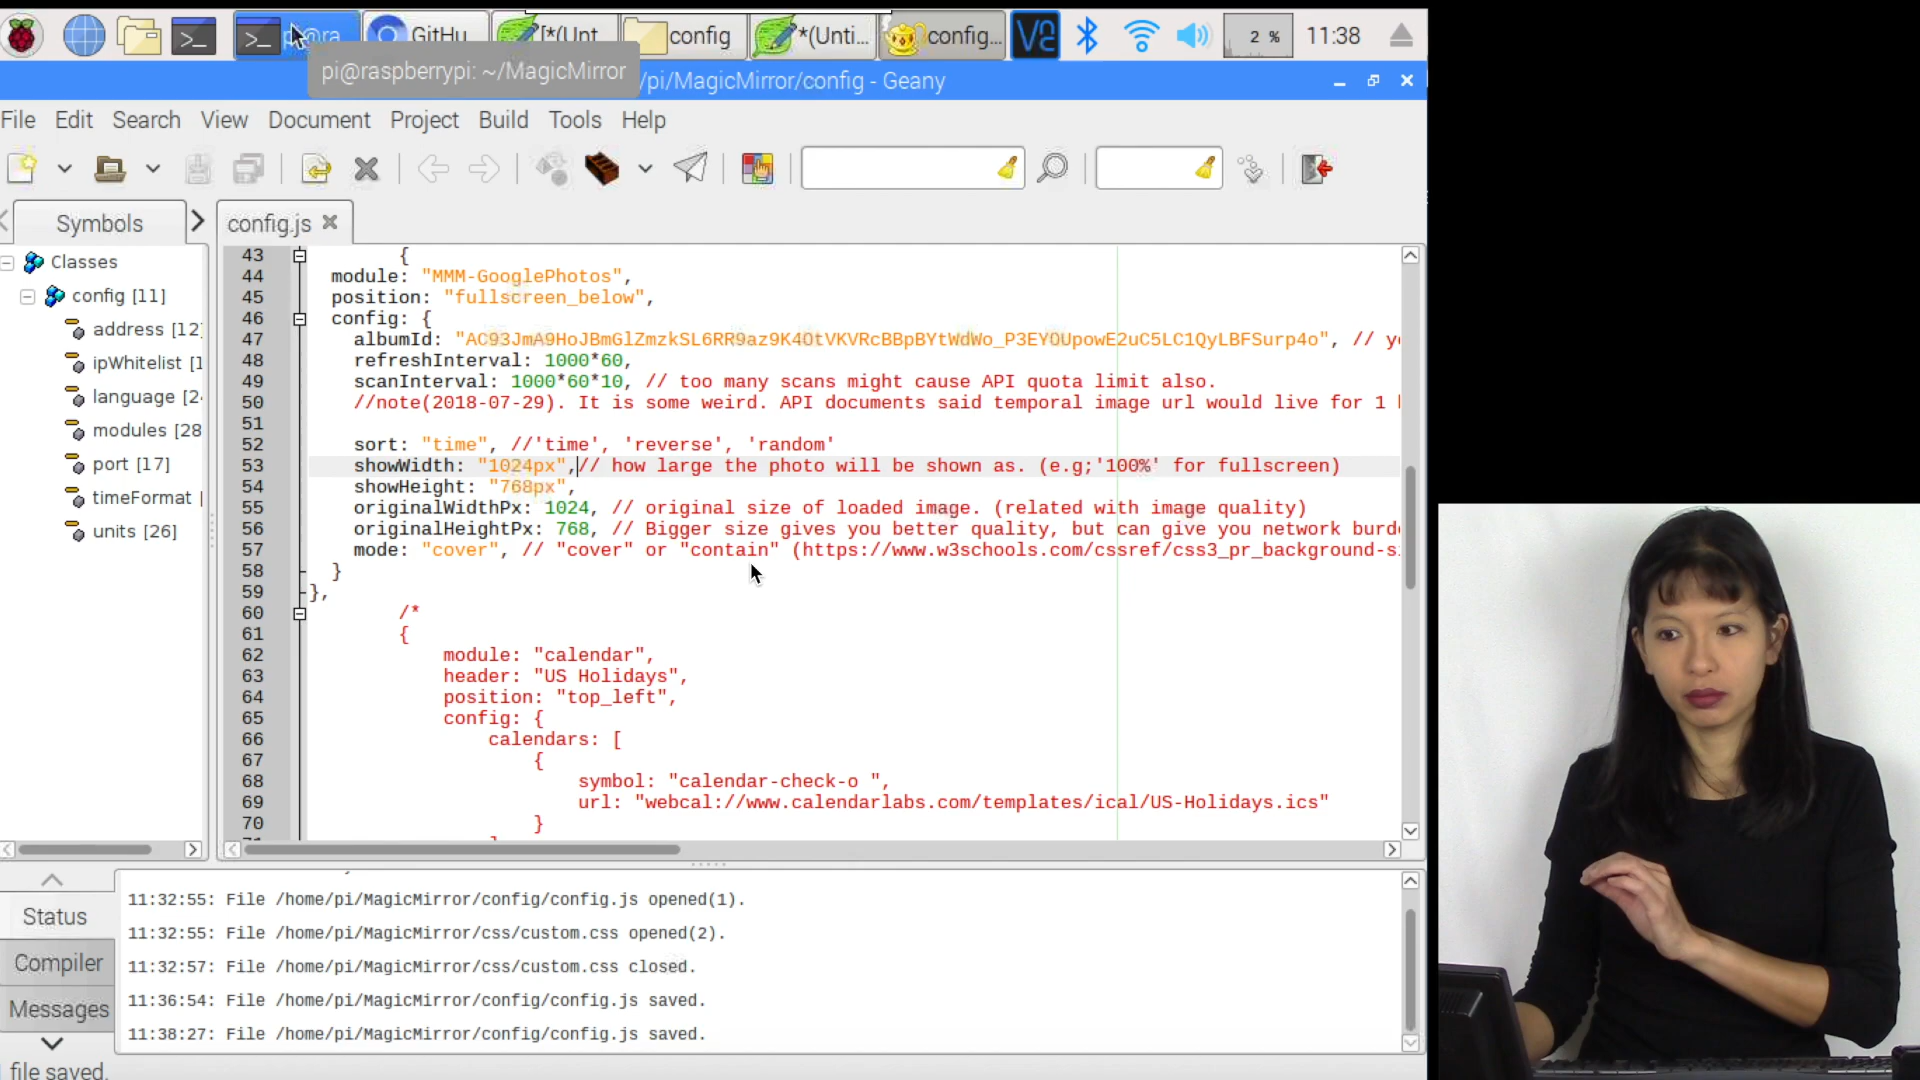 p@ra
GitHu
[*(Unt
config
*(Unti...
config...
2 %
11:38
pi@raspberrypi: ~/MagicMirror
/pi/MagicMirror/config - Geany
File Edit Search View Document Project Build Tools Help
Symbols
config.js
Classes
config [11]
address [12]
ipWhitelist [1
language [2
modules [28
port [17]
timeFormat [
units [26]
43 {
44 module: "MMM-GooglePhotos",
45 position: "fullscreen_below",
46 config: {
47 albumId: "AC93JmA9HoJBmGlZmzkSL6RR9az9K4OtVKVRcBBpBYtWdWo_P3EYOUpowE2uC5LC1QyLBFSurp4o", // y
48 refreshInterval: 1000*60,
49 scanInterval: 1000*60*10, // too many scans might cause API quota limit also.
50 //note(2018-07-29). It is some weird. API documents said temporal image url would live for 1 
51
52 sort: "time", //'time', 'reverse', 'random'
53 showWidth: "1024px",// how large the photo will be shown as. (e.g;'100%' for fullscreen)
54 showHeight: "768px",
55 originalWidthPx: 1024, // original size of loaded image. (related with image quality)
56 originalHeightPx: 768, // Bigger size gives you better quality, but can give you network burd
57 mode: "cover", // "cover" or "contain" (https://www.w3schools.com/cssref/css3_pr_background-s
58 }
59 },
60 /*
61 {
62 module: "calendar",
63 header: "US Holidays",
64 position: "top_left",
65 config: {
66 calendars: [
67 {
68 symbol: "calendar-check-o ",
69 url: "webcal://www.calendarlabs.com/templates/ical/US-Holidays.ics"
70 }
Status
Compiler
Messages
11:32:55: File /home/pi/MagicMirror/config/config.js opened(1).
11:32:55: File /home/pi/MagicMirror/css/custom.css opened(2).
11:32:57: File /home/pi/MagicMirror/css/custom.css closed.
11:36:54: File /home/pi/MagicMirror/config/config.js saved.
11:38:27: File /home/pi/MagicMirror/config/config.js saved.
file saved.